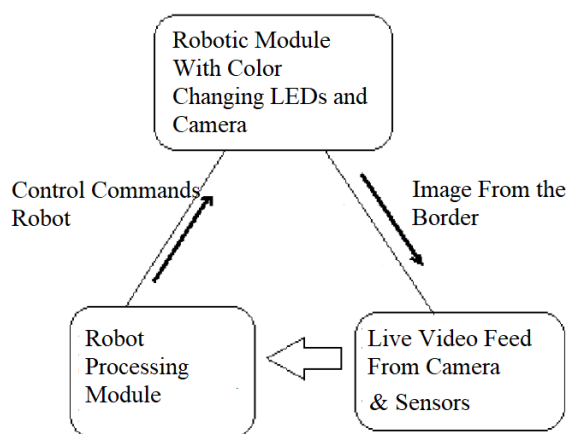 Robotic Module
With Color
Changing LEDs and
Camera
Control Commands
Robot
Image From the
Border
Robot
Processing
Module
Live Video Feed
From Camera
& Sensors